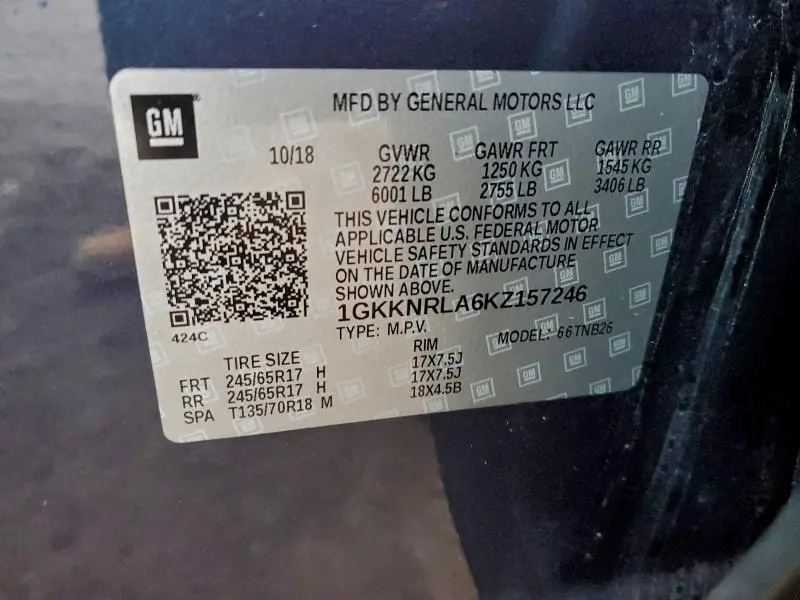 GM
MFD BY GENERAL MOTORS LLC
10/18 GVWR GAWR FRT GAWR RR
2722 KG 1250 KG 1545 KG
6001 LB 2755 LB 3406 LB
THIS VEHICLE CONFORMS TO ALL
APPLICABLE U.S. FEDERAL MOTOR
VEHICLE SAFETY STANDARDS IN EFFECT
ON THE DATE OF MANUFACTURE
SHOWN ABOVE.
1GKKNRLA6KZ157246
424C
TYPE: M.P.V. MODEL: 66TNB26
TIRE SIZE RIM
FRT 245/65R17 H 17X7.5J
RR 245/65R17 H 17X7.5J
SPA T135/70R18 M 18X4.5B